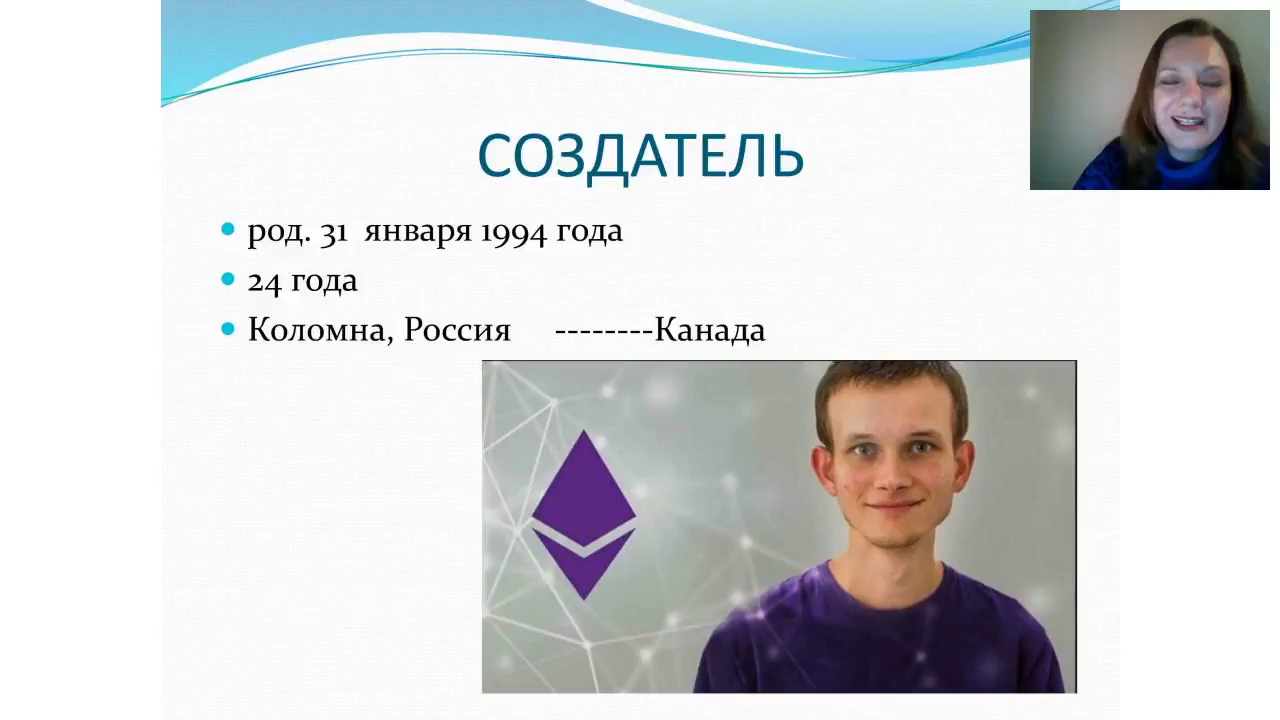 СОЗДАТЕЛЬ
род. 31 января 1994 года
24 года
Коломна, Россия --------Канада